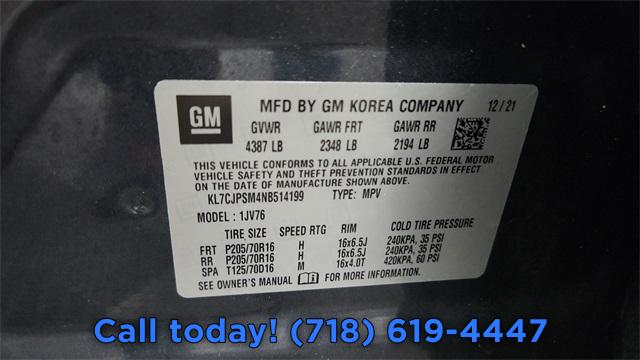 GM MFD BY GM KOREA COMPANY 12/21
GVWR GAWR FRT GAWR RR
4387 LB 2348 LB 2194 LB
THIS VEHICLE CONFORMS TO ALL APPLICABLE U.S. FEDERAL MOTOR
VEHICLE SAFETY AND THEFT PREVENTION STANDARDS IN EFFECT
ON THE DATE OF MANUFACTURE SHOWN ABOVE.
KL7CJPSM4NB514199 TYPE: MPV
MODEL : 1JV76
TIRE SIZE SPEED RTG RIM COLD TIRE PRESSURE
FRT P205/70R16 H 16x6.5J 240KPA, 35 PSI
RR P205/70R16 H 16x6.5J 240KPA, 35 PSI
SPA T125/70D16 M 16x4.0T 420KPA, 60 PSI
SEE OWNER'S MANUAL FOR MORE INFORMATION.
Call today! (718) 619-4447